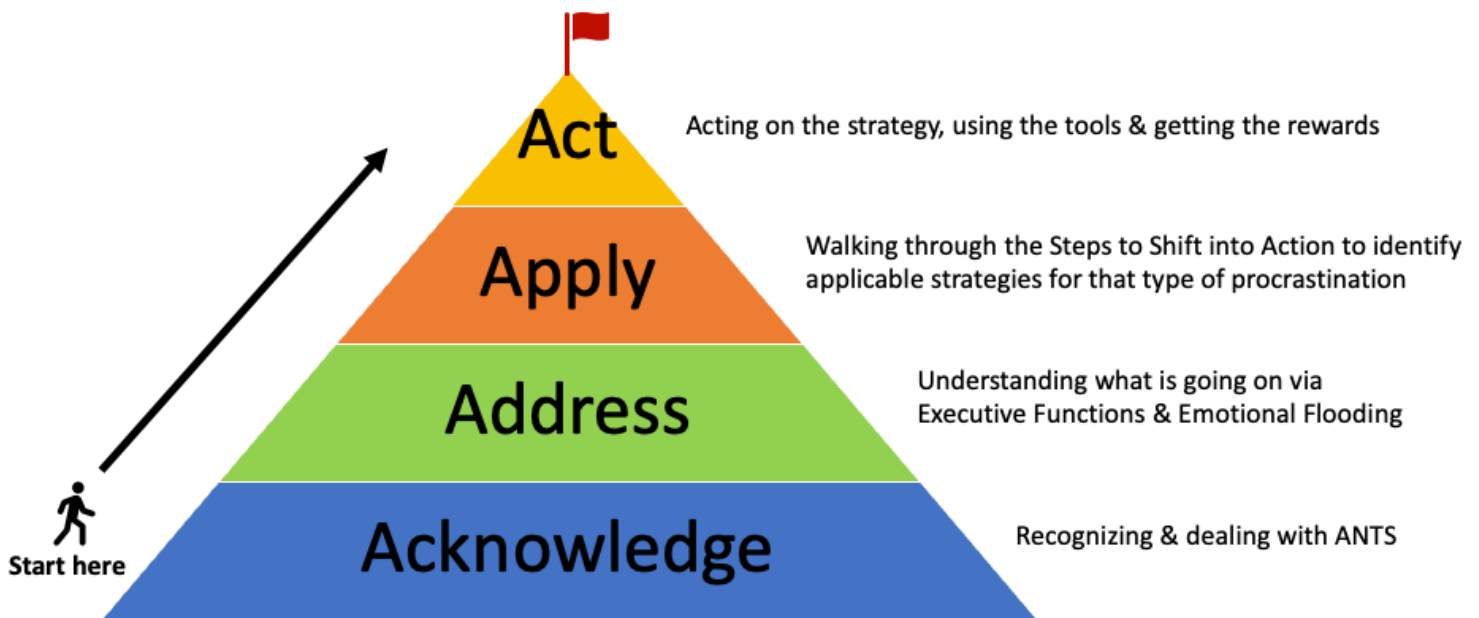 Act
Acting on the strategy, using the tools & getting the rewards
Apply
Walking through the Steps to Shift into Action to identify
applicable strategies for that type of procrastination
Address
Understanding what is going on via
Executive Functions & Emotional Flooding
Acknowledge
Recognizing & dealing with ANTS
Start here